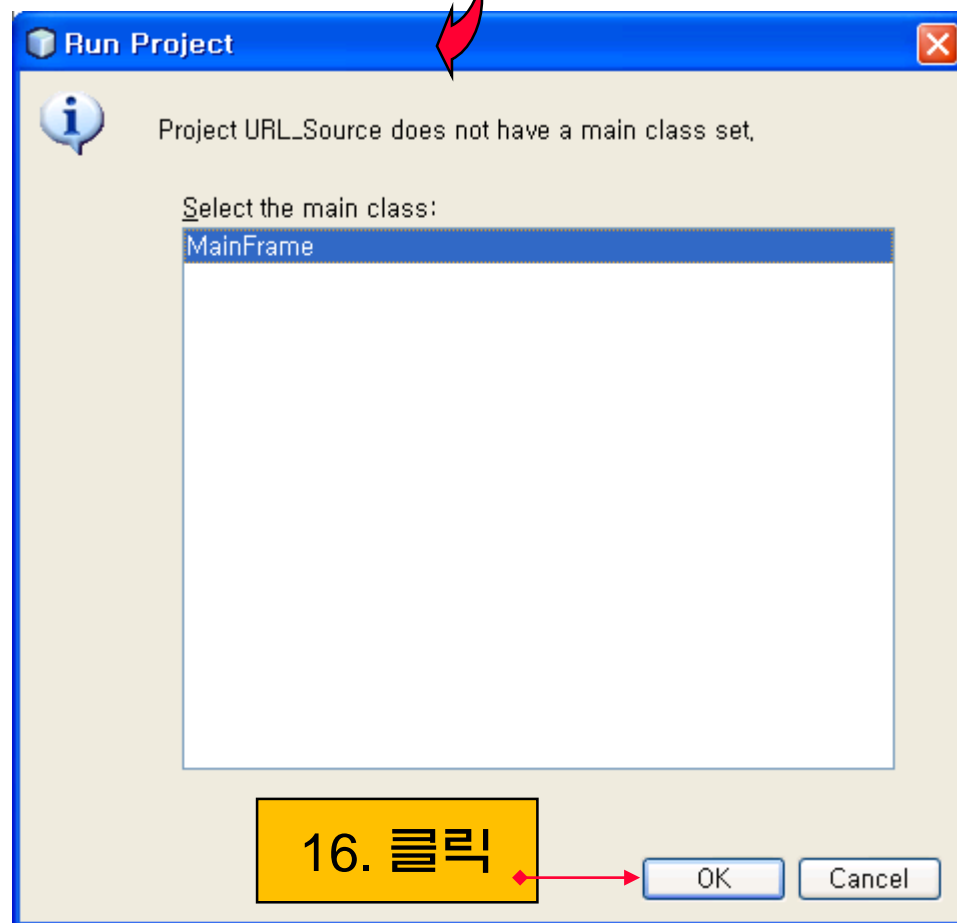 Run Project
Project URL_Source does not have a main class set.
Select the main class:
MainFrame
16. 클릭
OK Cancel